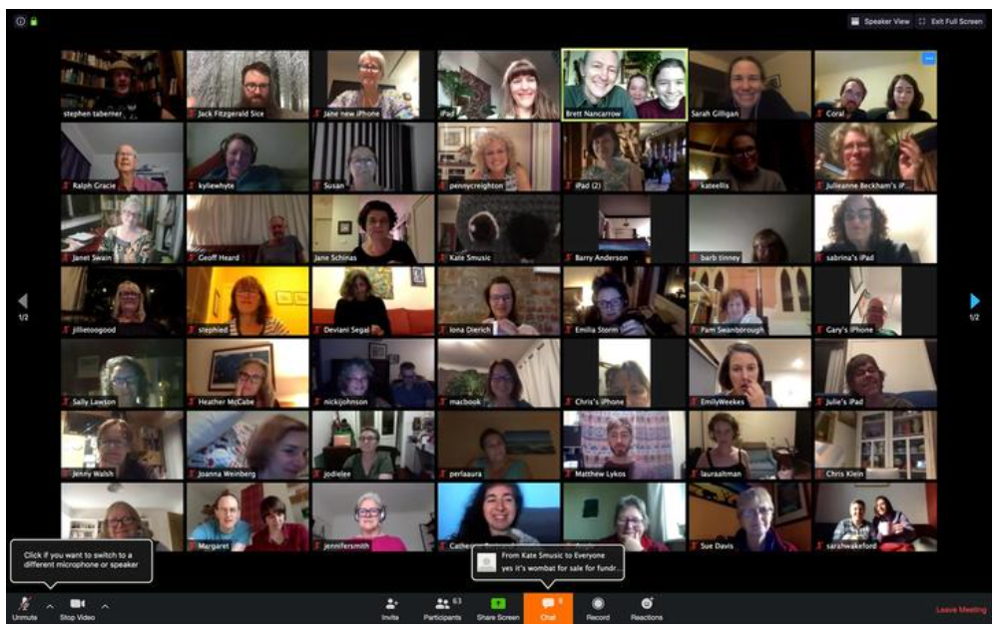 Speaker View
Exit Full Screen
stephen taberner
Jack Fitzgerald Sice
Jane new iPhone
iPad
Brett Nancarrow
Sarah Gilligan
Coral
Ralph Gracie
kyliewhyte
Susan
pennycreighton
iPad (2)
kateellis
Julieanne Beckham's iP...
Janet Swain
Geoff Heard
Jane Schinas
Kate Smusic
Barry Anderson
barb tinney
sabrina's iPad
jillietoogood
stephied
Deviani Segal
Iona Dierich
Emilia Storm
Pam Swanborough
Gary's iPhone
Sally Lawson
Heather McCabe
nickijohnson
macbook
Chris's iPhone
EmilyWeekes
Julie's iPad
Jenny Walsh
Joanna Weinberg
jodielee
perlaaura
Matthew Lykos
lauraaltman
Chris Klein
Margaret
jennifersmith
Sue Davis
sarahwakeford
1/2
1/2
Click if you want to switch to a
different microphone or speaker
From Kate Smusic to Everyone
yes it's wombat for sale for fundr...
Unmute
Stop Video
Invite
Participants
63
Share Screen
Chat
8
Record
Reactions
Leave Meeting